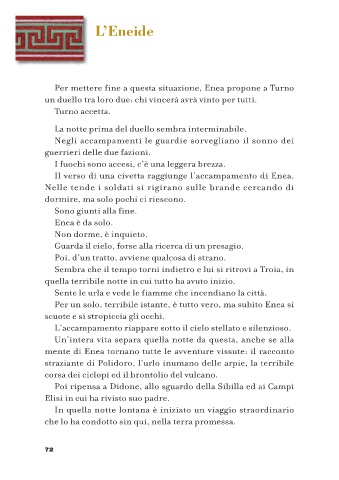 L'Eneide
Per mettere fine a questa situazione, Enea propone a Turno
un duello tra loro due: chi vincerà avrà vinto per tutti.
Turno accetta.
La notte prima del duello sembra interminabile.
Negli accampamenti le guardie sorvegliano il sonno dei
guerrieri delle due fazioni.
I fuochi sono accesi, c'è una leggera brezza.
Il verso di una civetta raggiunge l'accampamento di Enea.
Nelle tende i soldati si rigirano sulle brande cercando di
dormire, ma solo pochi ci riescono.
Sono giunti alla fine.
Enea è da solo.
Non dorme, è inquieto.
Guarda il cielo, forse alla ricerca di un presagio.
Poi, d'un tratto, avviene qualcosa di strano.
Sembra che il tempo torni indietro e lui si ritrovi a Troia, in
quella terribile notte in cui tutto ha avuto inizio.
Sente le urla e vede le fiamme che incendiano la città.
Per un solo, terribile istante, è tutto vero, ma subito Enea si
scuote e si stropiccia gli occhi.
L'accampamento riappare sotto il cielo stellato e silenzioso.
Un'intera vita separa quella notte da questa, anche se alla
mente di Enea tornano tutte le avventure vissute: il racconto
straziante di Polidoro, l'urlo inumano delle arpie, la terribile
corsa dei ciclopi ed il brontolio del vulcano.
Poi ripensa a Didone, allo sguardo della Sibilla ed ai Campi
Elisi in cui ha rivisto suo padre.
In quella notte lontana è iniziato un viaggio straordinario
che lo ha condotto sin qui, nella terra promessa.
72